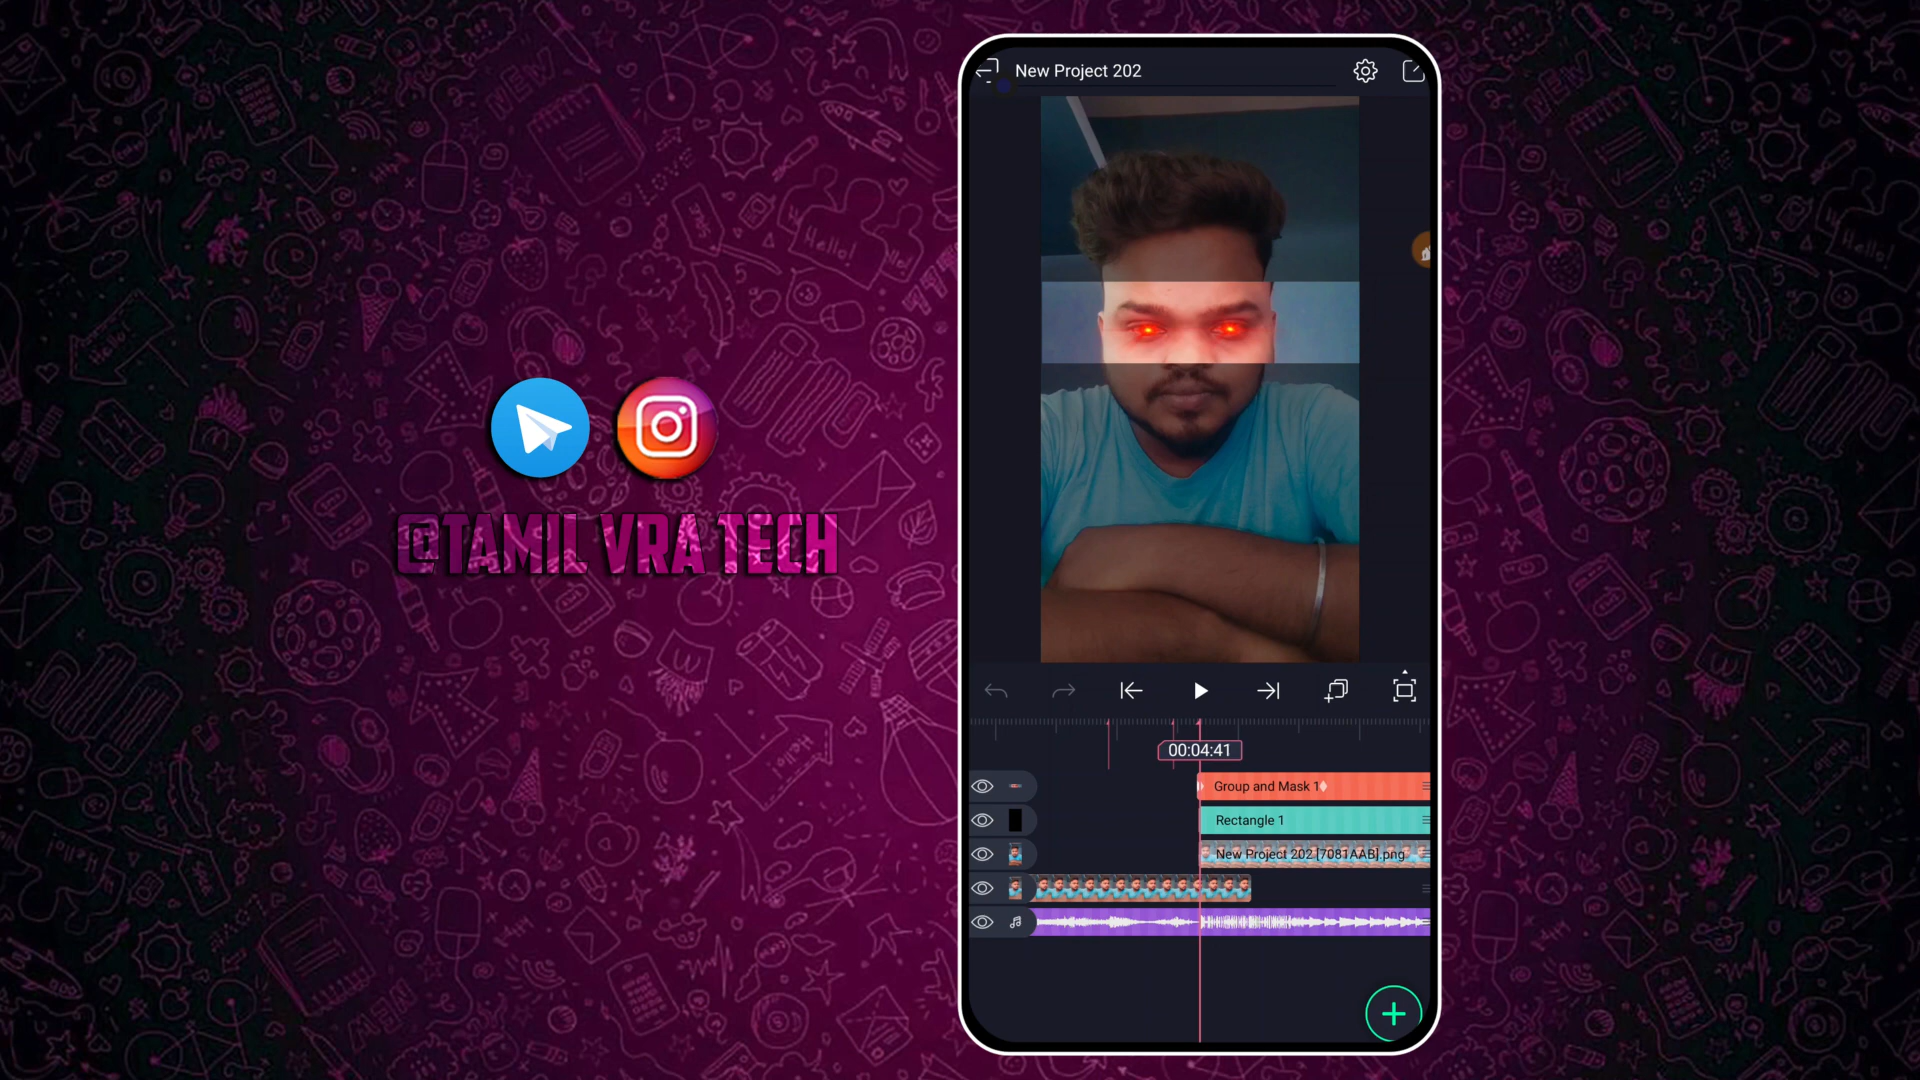 New Project 202
@TAMIL VRA TECH
00:04:41
Group and Mask 1
Rectangle 1
New Project 202 [7081AAB].png